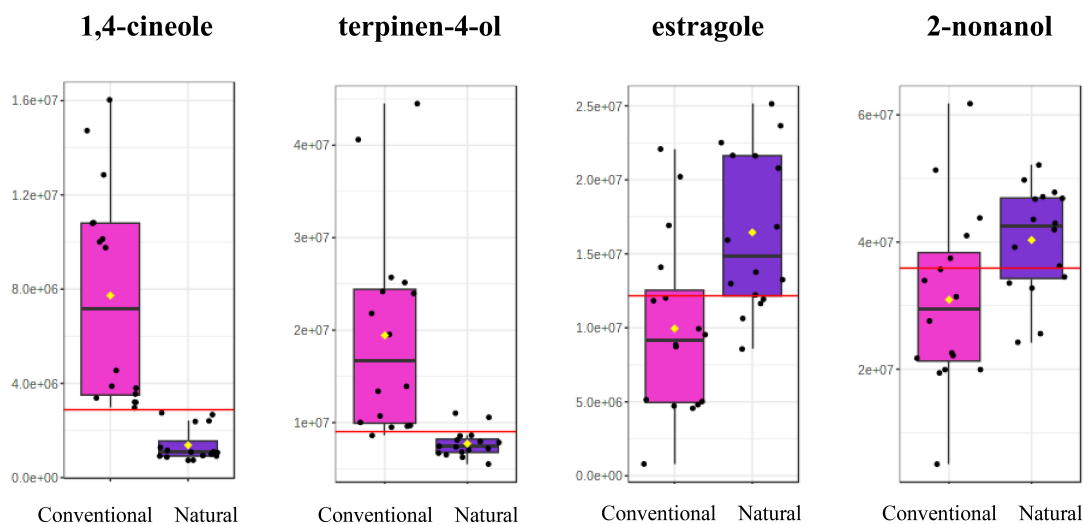 1,4-cineole
terpinen-4-ol
estragole
2-nonanol
1.6e+07
1.2e+07
8.0e+06
4.0e+06
0.0e+00
4e+07
3e+07
2e+07
1e+07
2.5e+07
2.0e+07
1.5e+07
1.0e+07
5.0e+06
0.0e+00
6e+07
4e+07
2e+07
Conventional Natural
Conventional Natural
Conventional Natural
Conventional Natural